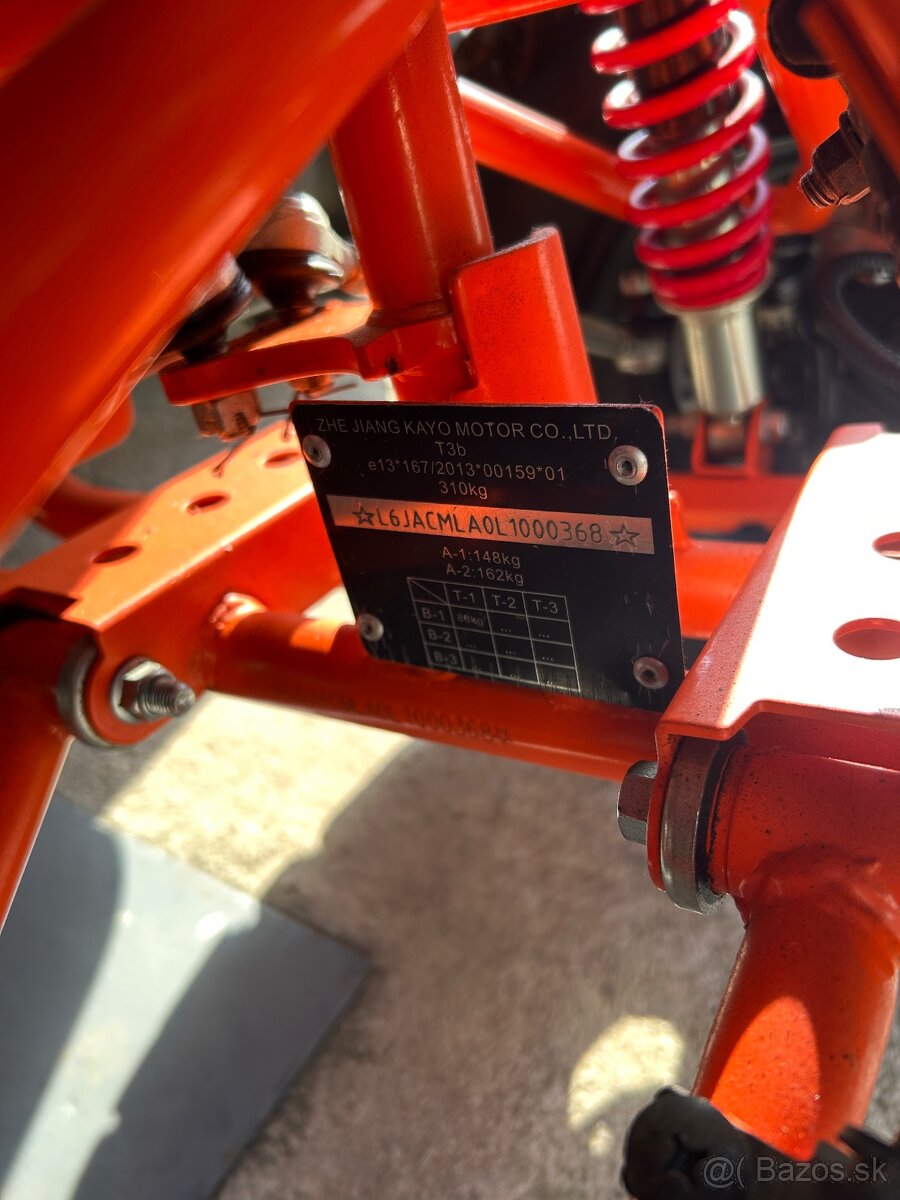 ZHE JIANG KAYO MOTOR CO.,LTD.
T3b
e13*167/2013*00159*01
310kg
☆L6JACMLA0L1000368☆
A-1:148kg
A-2:162kg
T-1 T-2 T-3
B-1 86kg ... ...
B-2 ... ...
B-3
A0L1000368☆
@( Bazos.sk